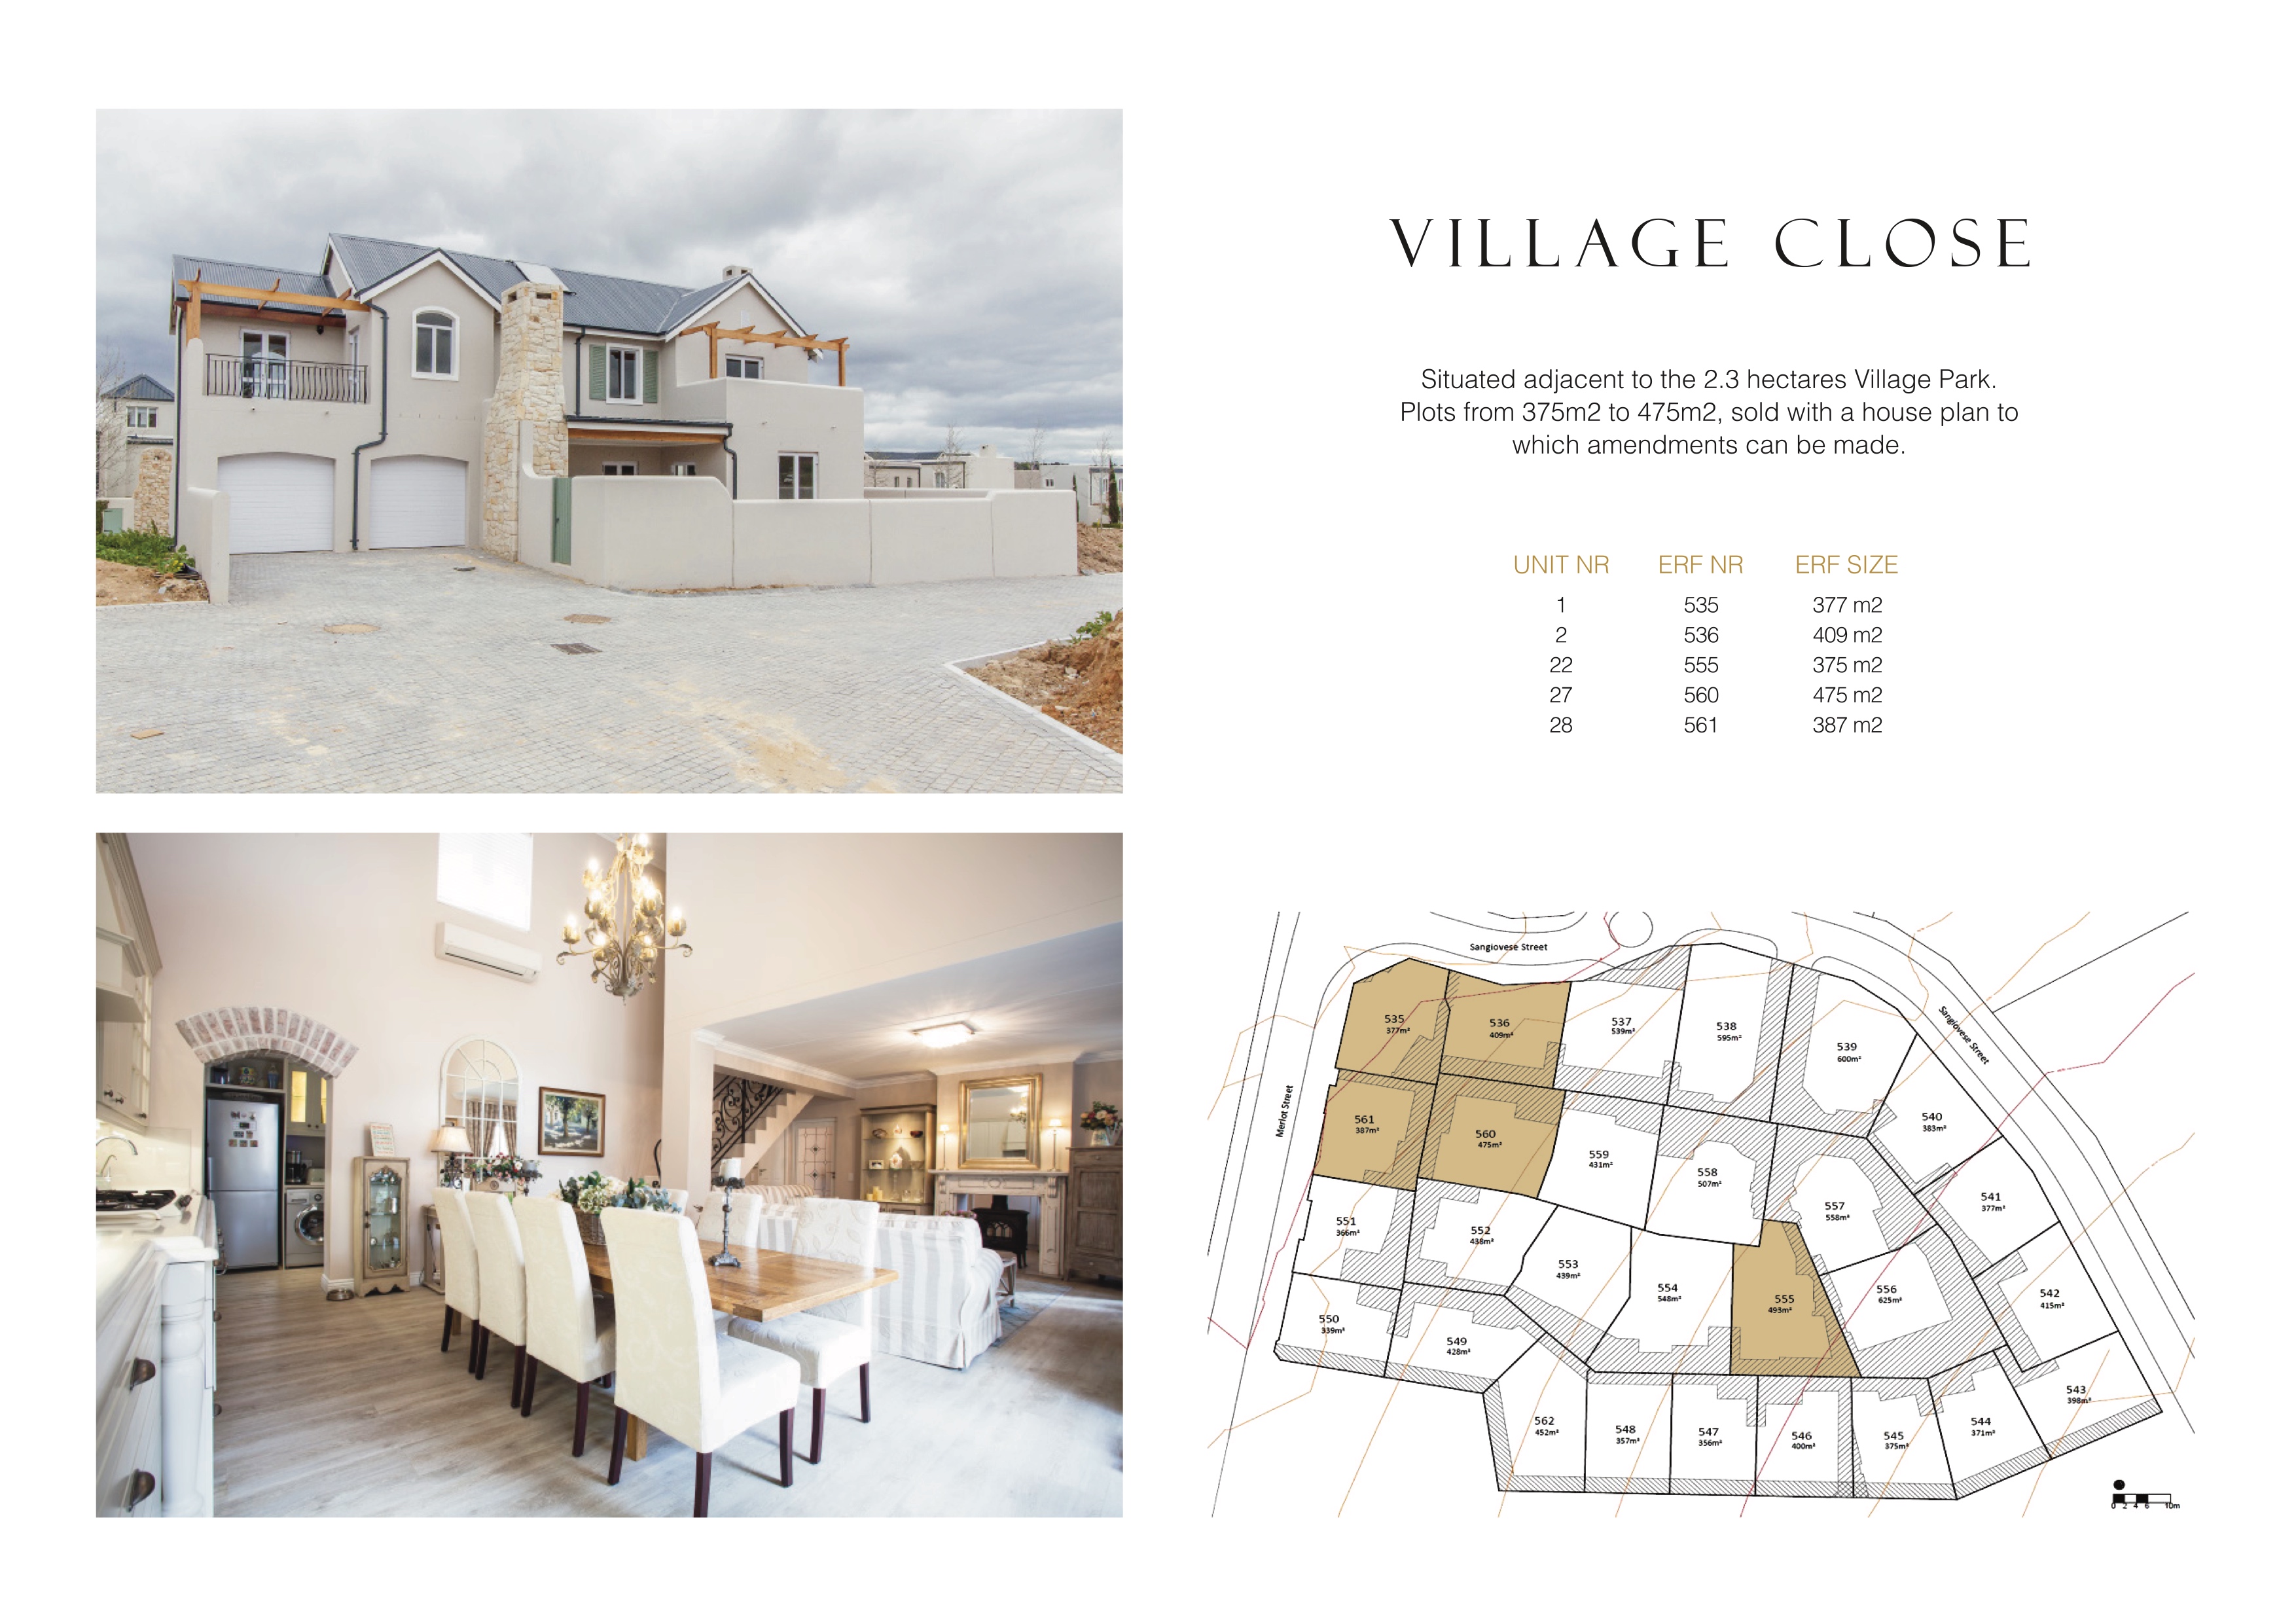 VILLAGE CLOSE
Situated adjacent to the 2.3 hectares Village Park.
Plots from 375m2 to 475m2, sold with a house plan to
which amendments can be made.
UNIT NR ERF NR ERF SIZE
1 535 377 m2
2 536 409 m2
22 555 375 m2
27 560 475 m2
28 561 387 m2
Sangiovese Street
Sangiovese Street
Merlot Street
535
377m²
536
409m²
537
539m²
538
595m²
539
600m²
540
383m²
561
387m²
560
475m²
559
431m²
558
507m²
557
558m²
541
377m²
551
366m²
552
438m²
553
439m²
554
548m²
555
493m²
556
625m²
542
415m²
550
339m²
549
428m²
543
398m²
562
452m²
548
357m²
547
356m²
546
400m²
545
375m²
544
371m²
0 2 4 6 10m